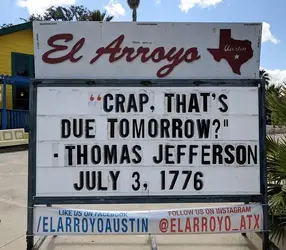 El Arroyo
Austin
"CRAP, THAT'S
DUE TOMORROW?"
- THOMAS JEFFERSON
JULY 3, 1776
LIKE US ON FACEBOOK
/ELARROYOAUSTIN
FOLLOW US ON INSTAGRAM
@ELARROYO_ATX